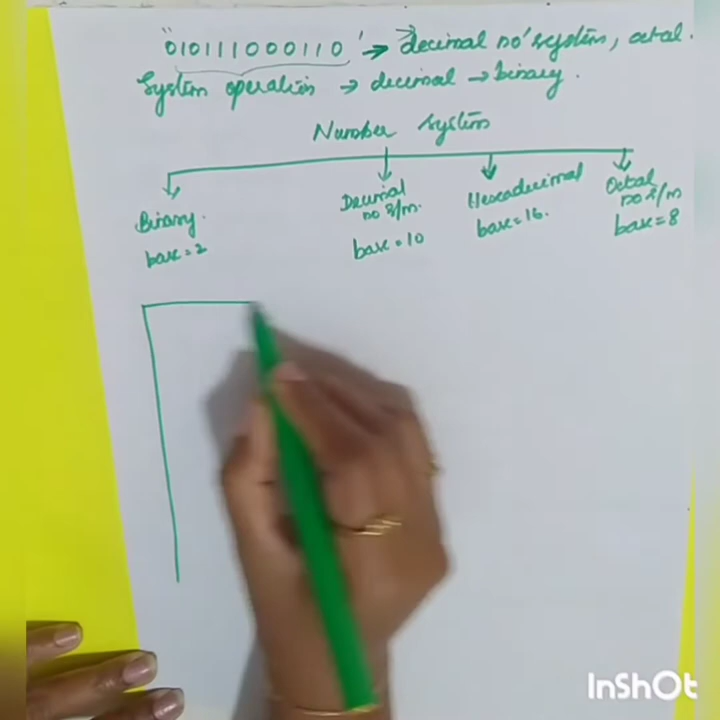 "010111000110' → decimal no' system, octal.
System operation → decimal → binary.
Number system
Binary.
base = 2
Decimal
no s/m.
base = 10
Hexadecimal
base = 16.
Octal
no s/m
base = 8
InShOt